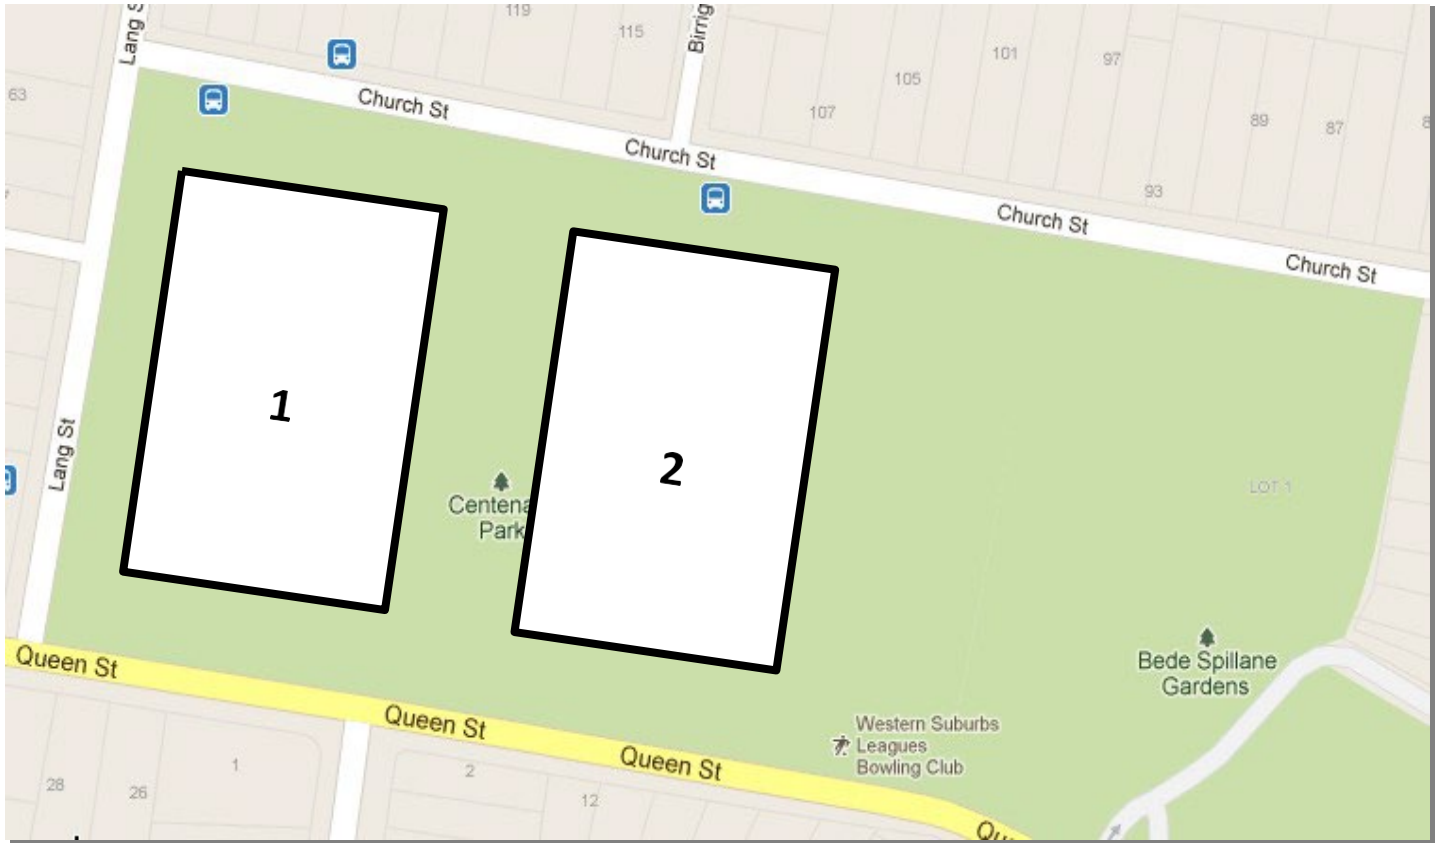 Lang S
119
115
Birrig
101
97
105
107
63
89
87
8
Church St
Church St
93
Church St
Church St
1
2
Lang St
Centena
Park
LOT 1
Bede Spillane
Gardens
Queen St
Queen St
Queen St
Western Suburbs
Leagues
Bowling Club
1
2
28
26
12
Qu